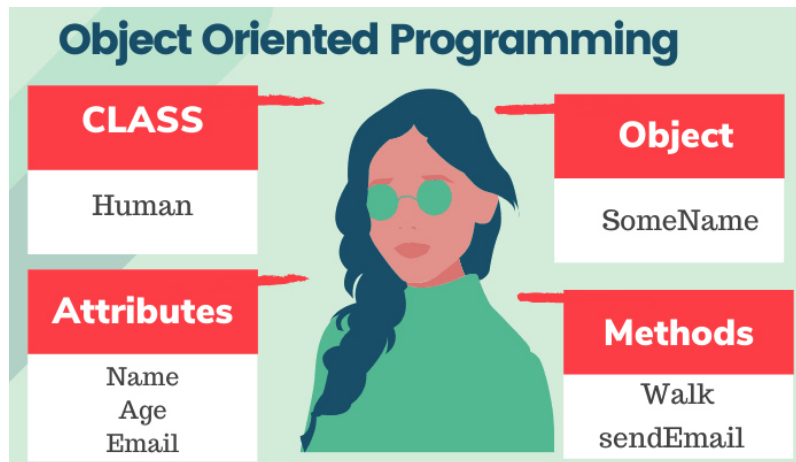 Object Oriented Programming
CLASS
Human
Object
SomeName
Attributes
Name
Age
Email
Methods
Walk
sendEmail